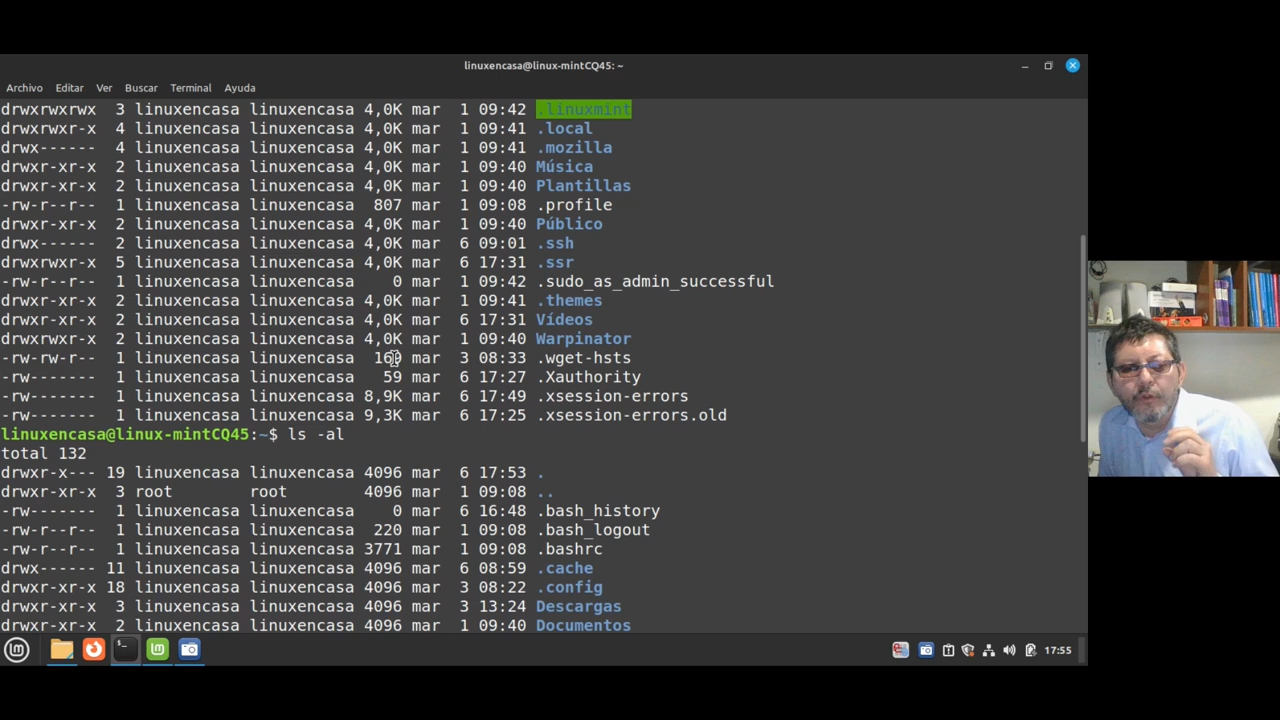 linuxencasa@linux-mintCQ45: ~
Archivo Editar Ver Buscar Terminal Ayuda
drwxrwxrwx 3 linuxencasa linuxencasa 4,0K mar 1 09:42 .linuxmint
drwxrwxr-x 4 linuxencasa linuxencasa 4,0K mar 1 09:41 .local
drwx------ 4 linuxencasa linuxencasa 4,0K mar 1 09:41 .mozilla
drwxr-xr-x 2 linuxencasa linuxencasa 4,0K mar 1 09:40 Música
drwxr-xr-x 2 linuxencasa linuxencasa 4,0K mar 1 09:40 Plantillas
-rw-r--r-- 1 linuxencasa linuxencasa 807 mar 1 09:08 .profile
drwxr-xr-x 2 linuxencasa linuxencasa 4,0K mar 1 09:40 Público
drwx------ 2 linuxencasa linuxencasa 4,0K mar 6 09:01 .ssh
drwxrwxr-x 5 linuxencasa linuxencasa 4,0K mar 6 17:31 .ssr
-rw-r--r-- 1 linuxencasa linuxencasa 0 mar 1 09:42 .sudo_as_admin_successful
drwxr-xr-x 2 linuxencasa linuxencasa 4,0K mar 1 09:41 .themes
drwxr-xr-x 2 linuxencasa linuxencasa 4,0K mar 6 17:31 Vídeos
drwxr-xr-x 2 linuxencasa linuxencasa 4,0K mar 1 09:40 Warpinator
-rw-rw-r-- 1 linuxencasa linuxencasa mar 3 08:33 .wget-hsts
-rw------- 1 linuxencasa linuxencasa 59 mar 6 17:27 .Xauthority
-rw------- 1 linuxencasa linuxencasa 8,9K mar 6 17:49 .xsession-errors
-rw------- 1 linuxencasa linuxencasa 9,3K mar 6 17:25 .xsession-errors.old
linuxencasa@linux-mintCQ45:~$ ls -al
total 132
drwxr-x--- 19 linuxencasa linuxencasa 4096 mar 6 17:53 .
drwxr-xr-x 3 root root 4096 mar 1 09:08 ..
-rw------- 1 linuxencasa linuxencasa 0 mar 6 16:48 .bash_history
-rw-r--r-- 1 linuxencasa linuxencasa 220 mar 1 09:08 .bash_logout
-rw-r--r-- 1 linuxencasa linuxencasa 3771 mar 1 09:08 .bashrc
drwx------ 11 linuxencasa linuxencasa 4096 mar 6 08:59 .cache
drwxr-xr-x 18 linuxencasa linuxencasa 4096 mar 3 08:22 .config
drwxr-xr-x 3 linuxencasa linuxencasa 4096 mar 3 13:24 Descargas
drwxr-xr-x 2 linuxencasa linuxencasa 4096 mar 1 09:40 Documentos
17:55